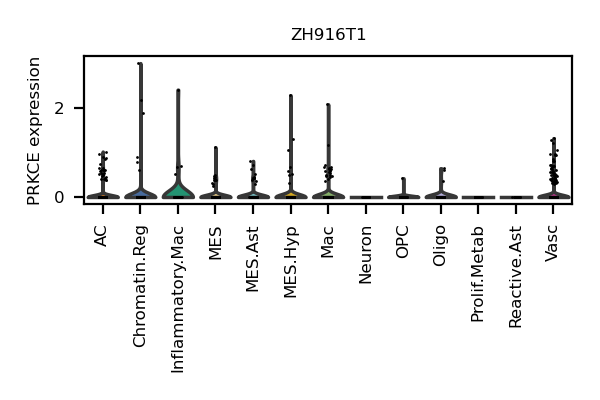 ZH916T1
PRKCE expression
2
0
AC
Chromatin.Reg
Inflammatory.Mac
MES
MES.Ast
MES.Hyp
Mac
Neuron
OPC
Oligo
Prolif.Metab
Reactive.Ast
Vasc